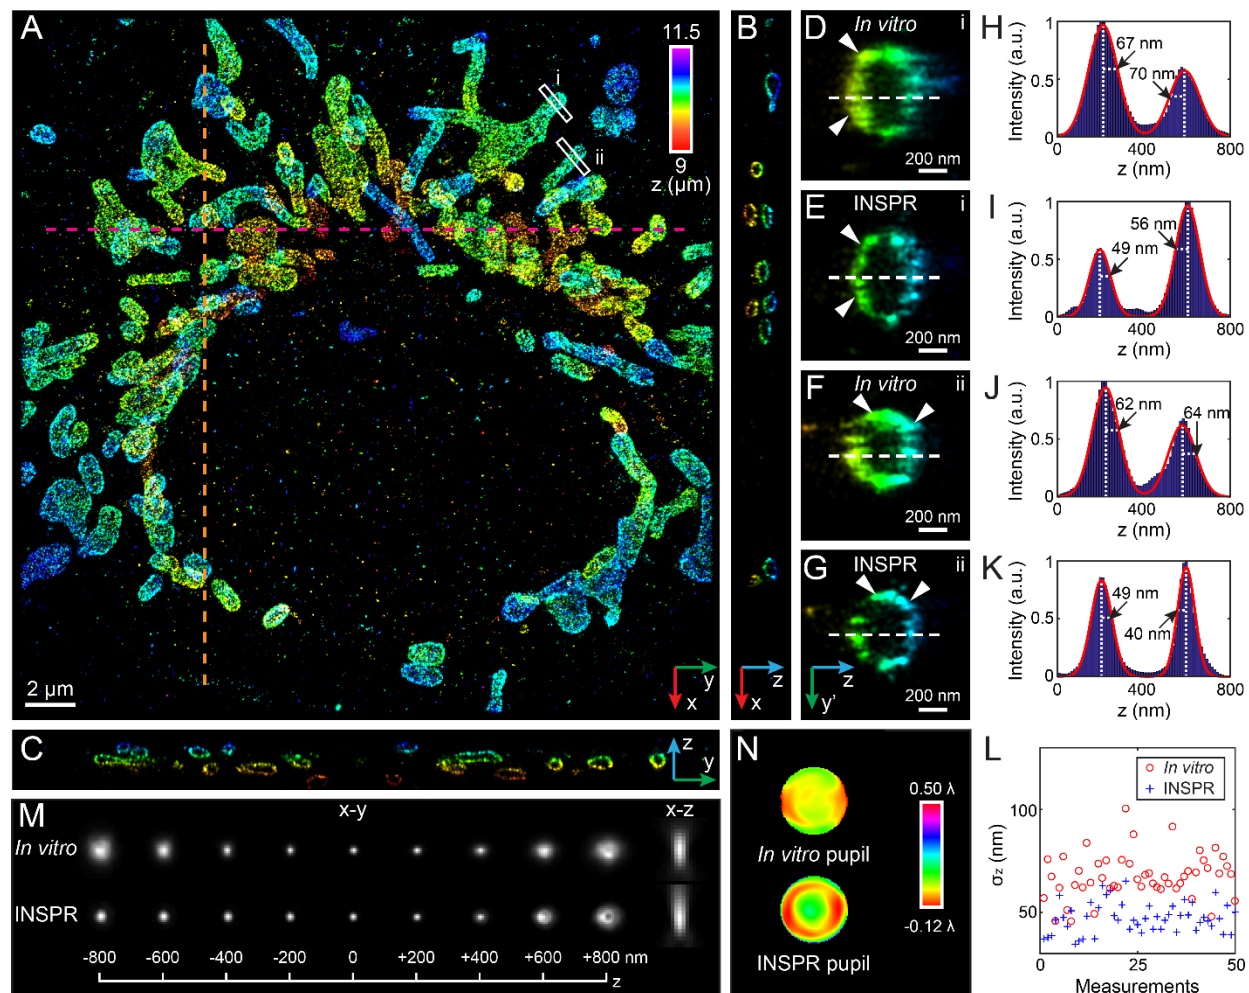 A
11.5
9
z (µm)
i
ii
2 µm
y
x
B
z
x
C
z
y
D
In vitro
i
200 nm
E
INSPR
i
200 nm
F
In vitro
ii
200 nm
G
INSPR
ii
z
y'
200 nm
H
Intensity (a.u.)
1
0.5
0
67 nm
70 nm
0 400 800
z (nm)
I
Intensity (a.u.)
1
0.5
0
56 nm
49 nm
0 400 800
z (nm)
J
Intensity (a.u.)
1
0.5
0
62 nm
64 nm
0 400 800
z (nm)
K
Intensity (a.u.)
1
0.5
0
49 nm
40 nm
0 400 800
z (nm)
L
In vitro
INSPR
σz (nm)
100
50
0 25 50
Measurements
M
x-y
x-z
In vitro
INSPR
-800 -600 -400 -200 0 +200 +400 +600 +800 nm
z
N
0.50 λ
In vitro pupil
-0.12 λ
INSPR pupil